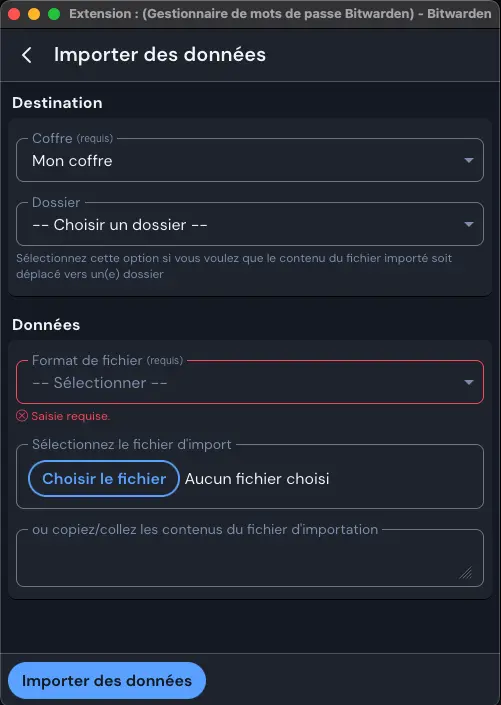 Extension : (Gestionnaire de mots de passe Bitwarden) - Bitwarden
Importer des données
Destination
Coffre (requis)
Mon coffre
Dossier
-- Choisir un dossier --
Sélectionnez cette option si vous voulez que le contenu du fichier importé soit
déplacé vers un(e) dossier
Données
Format de fichier (requis)
-- Sélectionner --
Saisie requise.
Sélectionnez le fichier d'import
Choisir le fichier Aucun fichier choisi
ou copiez/collez les contenus du fichier d'importation
Importer des données